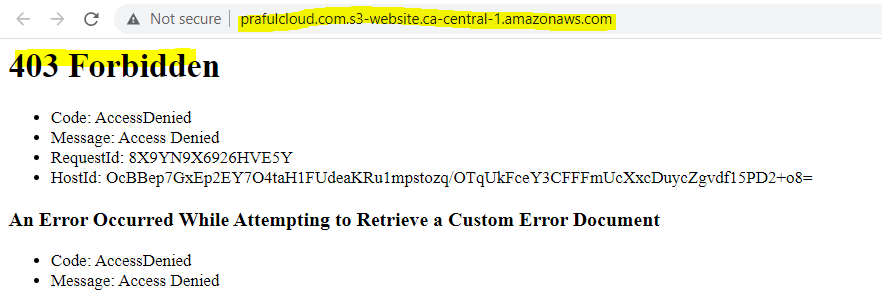 Not secure | prafulcloud.com.s3-website.ca-central-1.amazonaws.com
403 Forbidden
• Code: AccessDenied
• Message: Access Denied
• RequestId: 8X9YN9X6926HVE5Y
• HostId: OcBBep7GxEp2EY7O4taH1FUdeaKRu1mpstozq/OTqUkFceY3CFFFmUcXxcDuycZgvdf15PD2+o8=
An Error Occurred While Attempting to Retrieve a Custom Error Document
• Code: AccessDenied
• Message: Access Denied